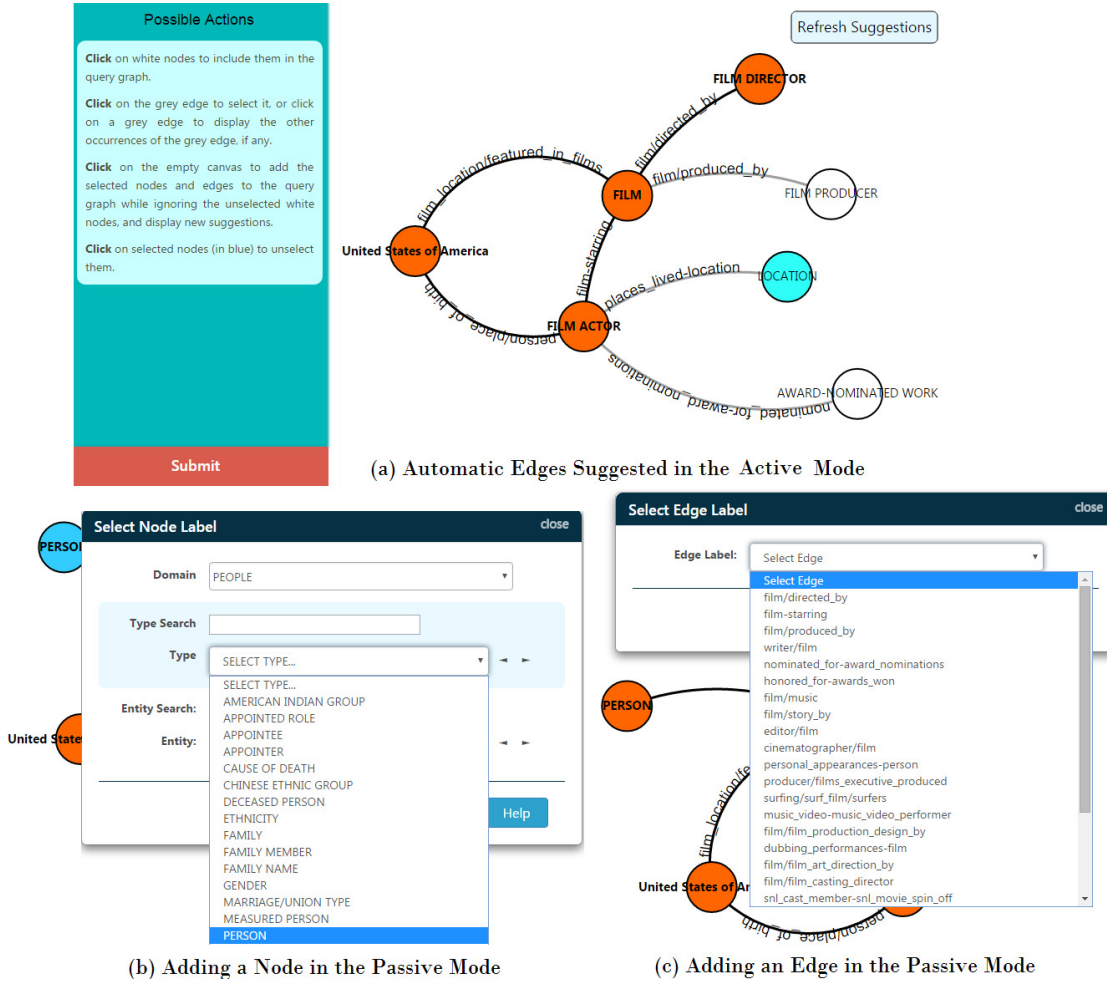 Possible Actions
Click on white nodes to include them in the
query graph.
Click on the grey edge to select it, or click
on a grey edge to display the other
occurrences of the grey edge, if any.
Click on the empty canvas to add the
selected nodes and edges to the query
graph while ignoring the unselected white
nodes, and display new suggestions.
Click on selected nodes (in blue) to unselect
them.
Submit
Refresh Suggestions
FILM DIRECTOR
film/directed_by
film_location/featured_in_films
film/produced_by
FILM
FILM PRODUCER
United States of America
film-starring
places_lived-location
LOCATION
person/place_of_birth
FILM ACTOR
nominated_for-award_nominations
AWARD-NOMINATED WORK
(a) Automatic Edges Suggested in the Active Mode
PERSON
Select Node Label
close
Domain
PEOPLE
Type Search
Type
SELECT TYPE...
SELECT TYPE...
AMERICAN INDIAN GROUP
APPOINTED ROLE
APPOINTEE
APPOINTER
CAUSE OF DEATH
CHINESE ETHNIC GROUP
DECEASED PERSON
ETHNICITY
FAMILY
FAMILY MEMBER
FAMILY NAME
GENDER
MARRIAGE/UNION TYPE
MEASURED PERSON
PERSON
Entity Search:
Entity:
United State
Help
(b) Adding a Node in the Passive Mode
Select Edge Label
close
Edge Label:
Select Edge
Select Edge
film/directed_by
film-starring
film/produced_by
writer/film
nominated_for-award_nominations
honored_for-awards_won
film/music
film/story_by
editor/film
cinematographer/film
personal_appearances-person
producer/films_executive_produced
surfing/surf_film/surfers
music_video-music_video_performer
film/film_production_design_by
dubbing_performances-film
film/film_art_direction_by
film/film_casting_director
snl_cast_member-snl_movie_spin_off
PERSON
film_location/fe
United States of Am
person/place_of_birth
(c) Adding an Edge in the Passive Mode